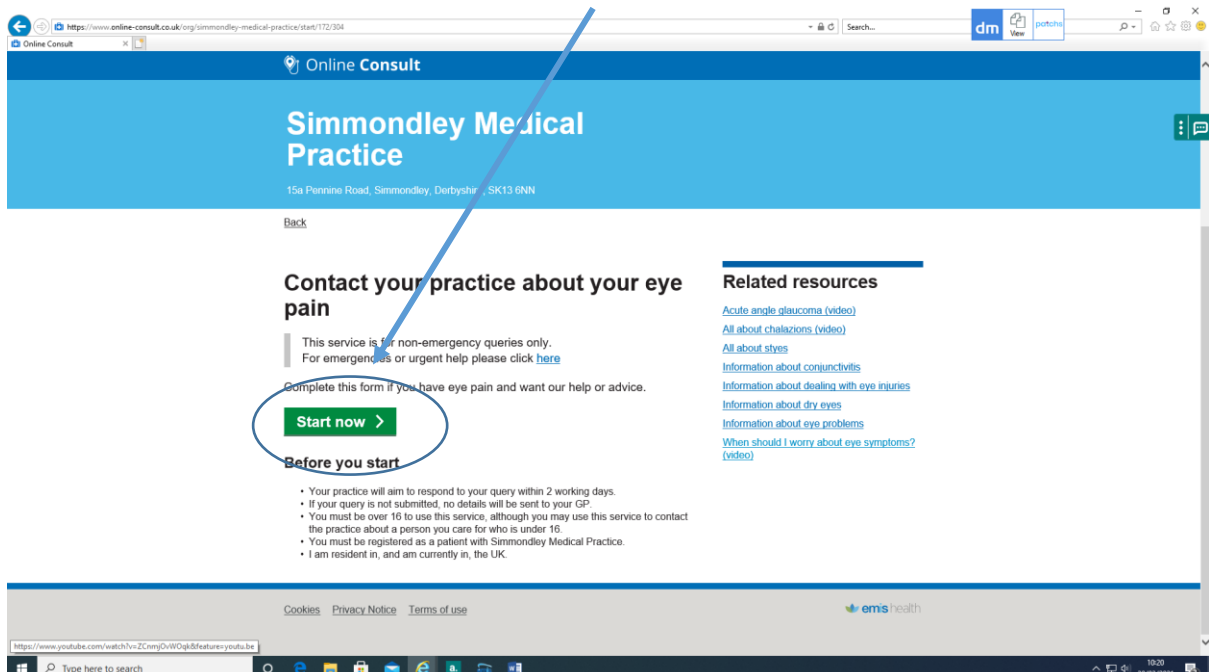 https://www.online-consult.co.uk/org/simmondley-medical-practice/start/172/304
Search...
dm
View
patchs
Online Consult
Online Consult
Simmondley Medical
Practice
15a Pennine Road, Simmondley, Derbyshire, SK13 6NN
Back
Contact your practice about your eye
pain
This service is for non-emergency queries only.
For emergencies or urgent help please click here
Complete this form if you have eye pain and want our help or advice.
Start now
Before you start
• Your practice will aim to respond to your query within 2 working days.
• If your query is not submitted, no details will be sent to your GP.
• You must be over 16 to use this service, although you may use this service to contact
the practice about a person you care for who is under 16.
• You must be registered as a patient with Simmondley Medical Practice.
• I am resident in, and am currently in, the UK.
Related resources
Acute angle glaucoma (video)
All about chalazions (video)
All about styes
Information about conjunctivitis
Information about dealing with eye injuries
Information about dry eyes
Information about eye problems
When should I worry about eye symptoms?
(video)
Cookies Privacy Notice Terms of use
emis health
https://www.youtube.com/watch?v=ZCnmjOvWOqk&feature=youtu.be
Type here to search
a.
10:20